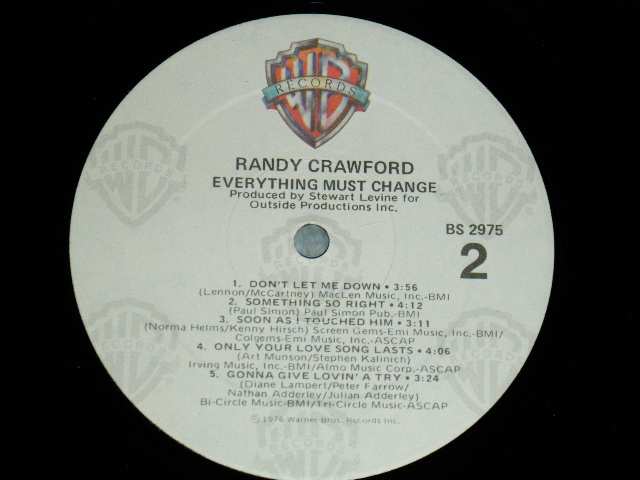 WB
RECORDS
RANDY CRAWFORD
EVERYTHING MUST CHANGE
Produced by Stewart Levine for
Outside Productions Inc.
BS 2975
2
1. DON'T LET ME DOWN • 3:56
(Lennon/McCartney) MacLen Music, Inc.-BMI
2. SOMETHING SO RIGHT • 4:12
(Paul Simon) Paul Simon Pub.-BMI
3. SOON AS I TOUCHED HIM • 3:11
(Norma Helms/Kenny Hirsch) Screen Gems-Emi Music, Inc.-BMI/
Colgems-Emi Music, Inc.-ASCAP
4. ONLY YOUR LOVE SONG LASTS • 4:06
(Art Munson/Stephen Kalinich)
Irving Music, Inc.-BMI/Almo Music Corp.-ASCAP
5. GONNA GIVE LOVIN' A TRY • 3:24
(Diane Lampert/Peter Farrow/
Nathan Adderley/Julian Adderley)
Bi-Circle Music-BMI/Tri-Circle Music-ASCAP
©℗1976 Warner Bros. Records Inc.